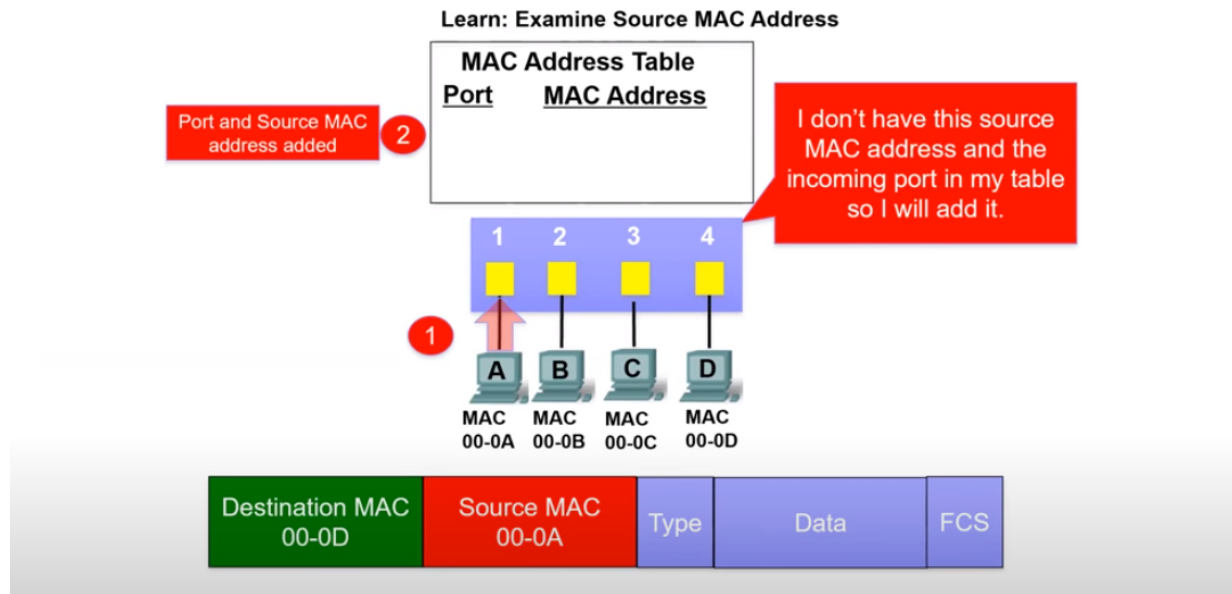 Learn: Examine Source MAC Address
MAC Address Table
Port MAC Address
Port and Source MAC
address added
2
I don't have this source
MAC address and the
incoming port in my table
so I will add it.
1 2 3 4
1
A B C D
MAC MAC MAC MAC
00-0A 00-0B 00-0C 00-0D
Destination MAC
00-0D
Source MAC
00-0A
Type
Data
FCS